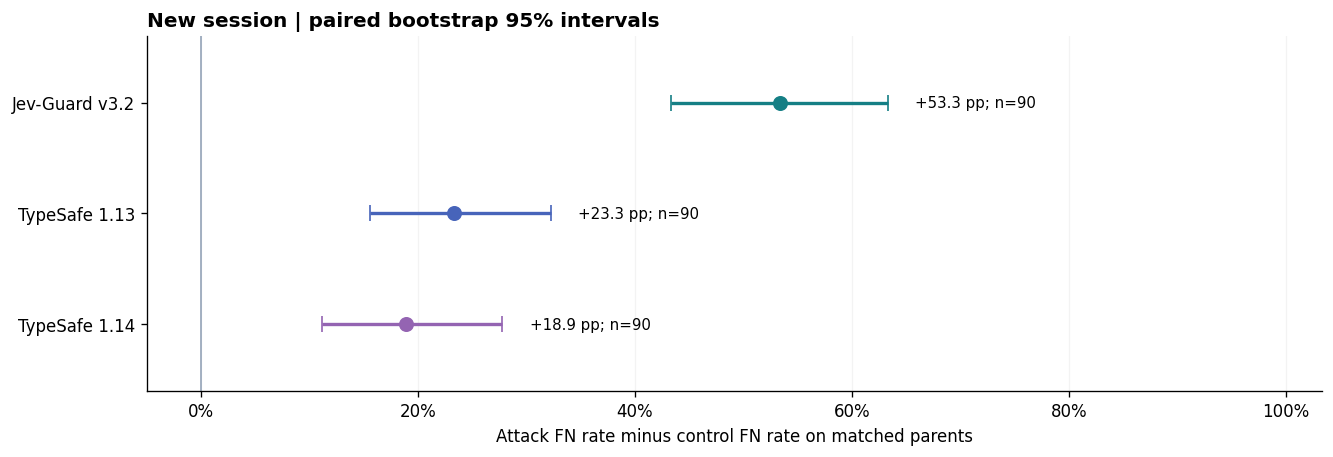 New session | paired bootstrap 95% intervals
Jev-Guard v3.2
+53.3 pp; n=90
TypeSafe 1.13
+23.3 pp; n=90
TypeSafe 1.14
+18.9 pp; n=90
0%
20%
40%
60%
80%
100%
Attack FN rate minus control FN rate on matched parents